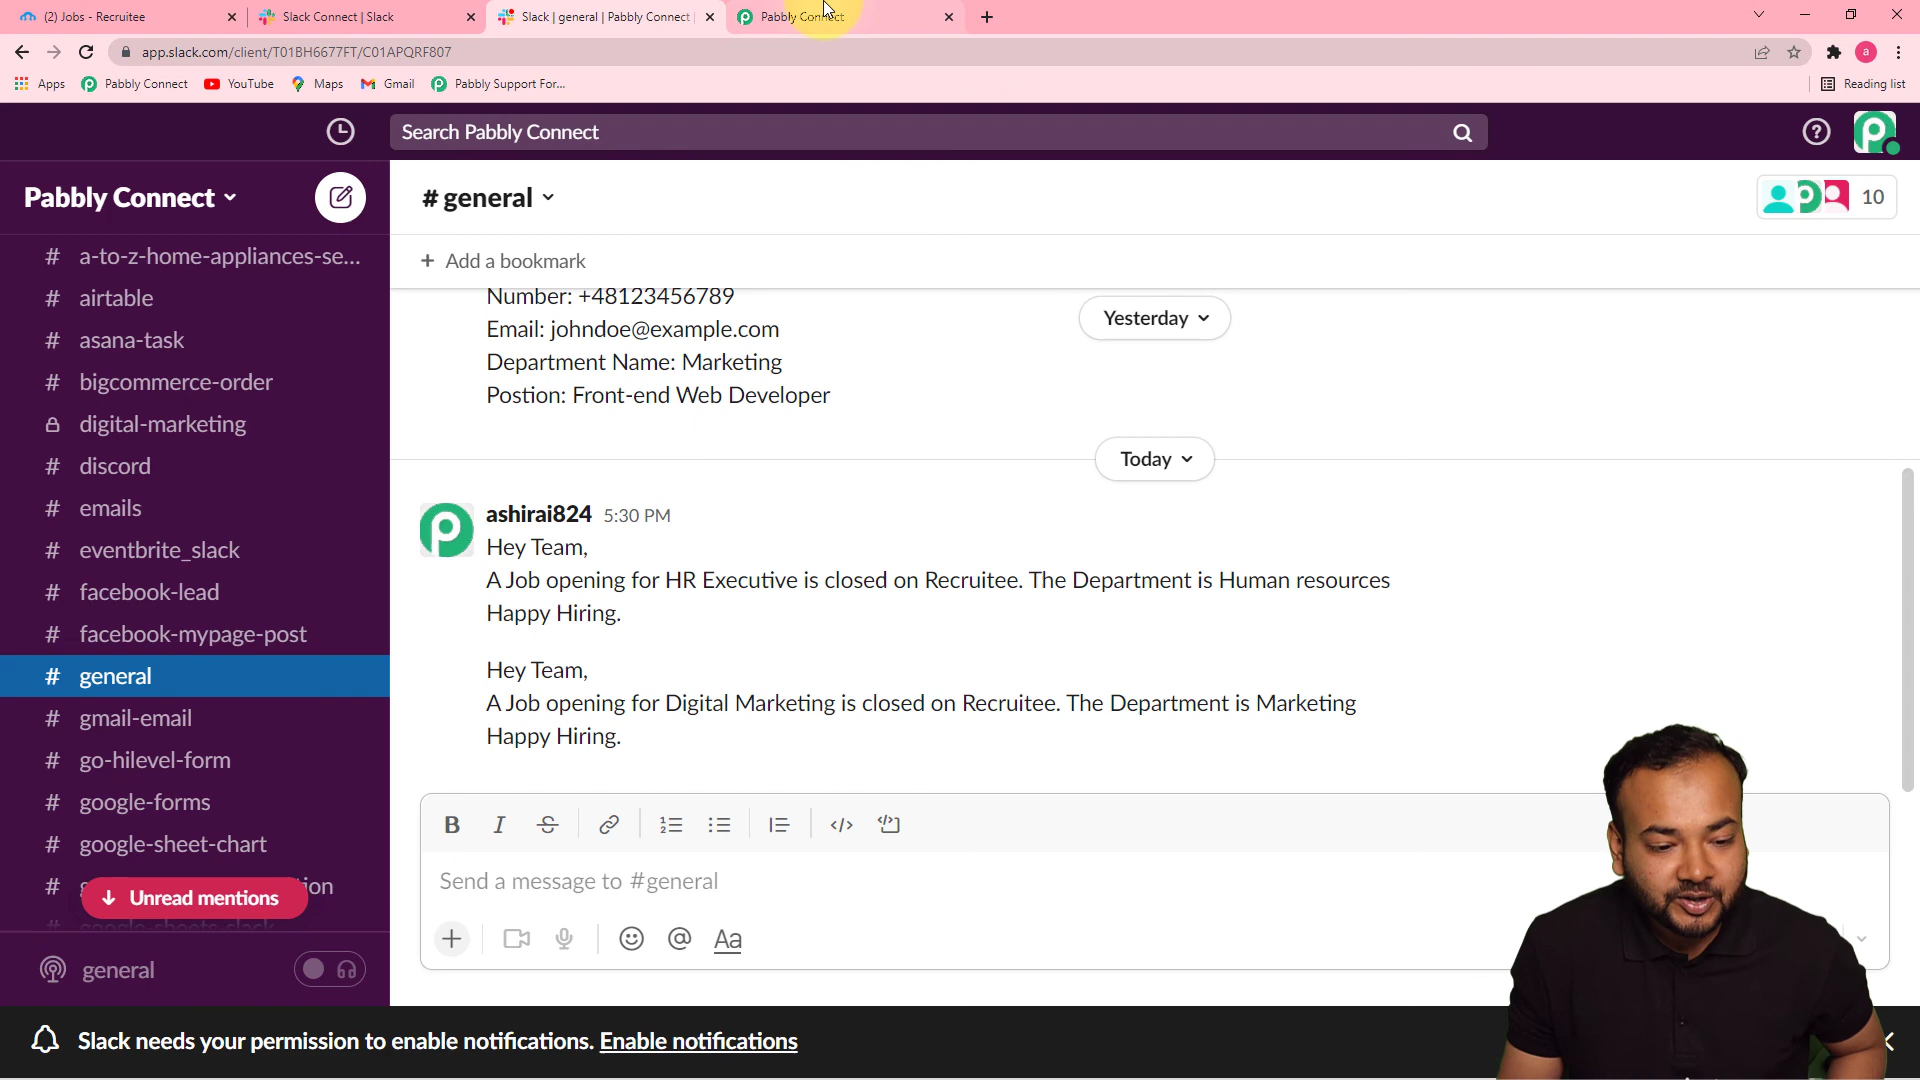 (2) Jobs - Recruitee
Slack Connect | Slack
Slack | general | Pabbly Connect
Pabbly Connect
app.slack.com/client/T01BH6677FT/C01APQRF807
a
Apps
Pabbly Connect
YouTube
Maps
Gmail
Pabbly Support For...
Reading list
Search Pabbly Connect
Pabbly Connect
# general
10
+ Add a bookmark
# a-to-z-home-appliances-se...
# airtable
# asana-task
# bigcommerce-order
digital-marketing
# discord
# emails
# eventbrite_slack
# facebook-lead
# facebook-mypage-post
# general
# gmail-email
# go-hilevel-form
# google-forms
# google-sheet-chart
Unread mentions
general
Number: +48123456789
Yesterday
Email: johndoe@example.com
Department Name: Marketing
Postion: Front-end Web Developer
Today
ashirai824 5:30 PM
Hey Team,
A Job opening for HR Executive is closed on Recruitee. The Department is Human resources
Happy Hiring.
Hey Team,
A Job opening for Digital Marketing is closed on Recruitee. The Department is Marketing
Happy Hiring.
Send a message to #general
Aa
Slack needs your permission to enable notifications. Enable notifications